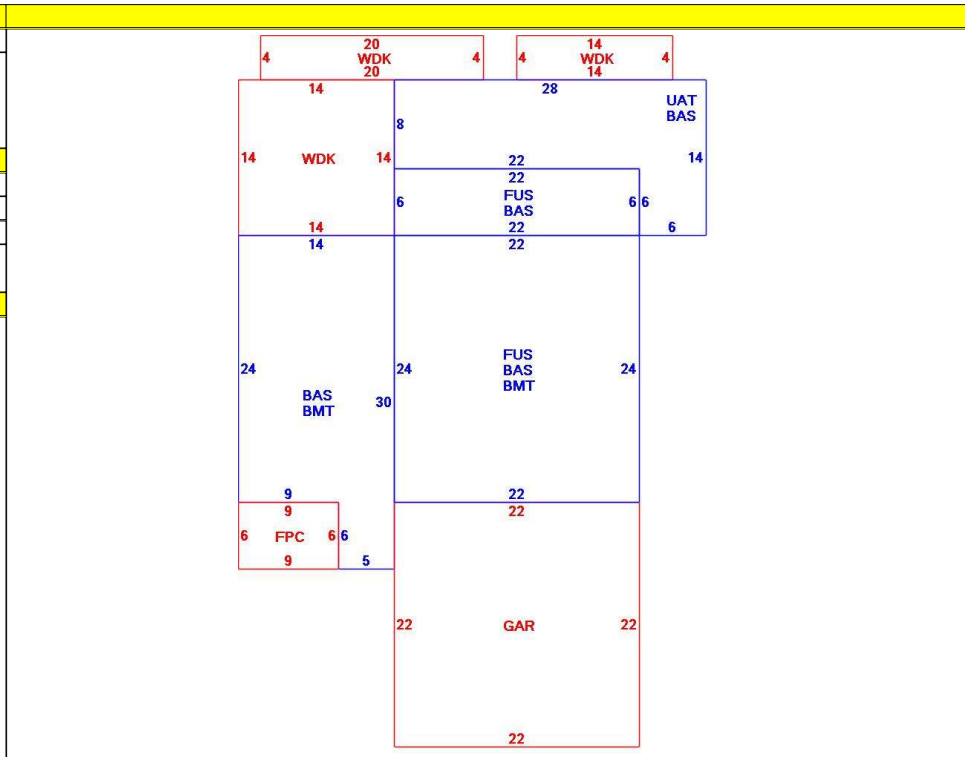 20 14
4 WDK 4 4 WDK 4
20 14
14 28
UAT
8 BAS
14 WDK 14 22 14
22
6 FUS 6 6
BAS
14 22 6
14 22
24 24 FUS 24
BAS
BAS BMT
BMT 30
9 22
9 22
6 FPC 6 6
9 5
22 GAR 22
22